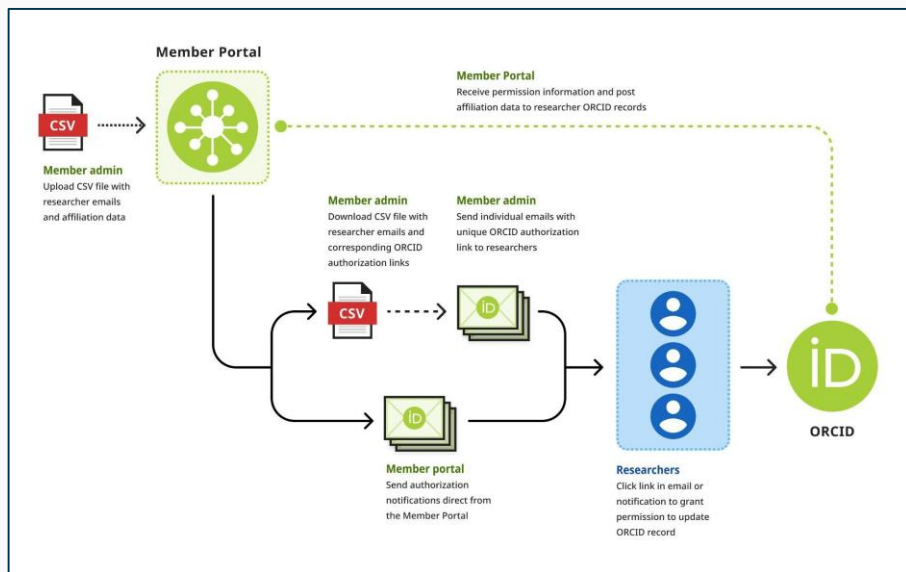 Member Portal
CSV
Member admin
Upload CSV file with
researcher emails
and affiliation data
Member Portal
Receive permission information and post
affiliation data to researcher ORCID records
Member admin
Download CSV file with
researcher emails and
corresponding ORCID
authorization links
CSV
Member admin
Send individual emails with
unique ORCID authorization
link to researchers
iD
iD
Member portal
Send authorization
notifications direct from
the Member Portal
Researchers
Click link in email or
notification to grant
permission to update
ORCID record
iD
ORCID